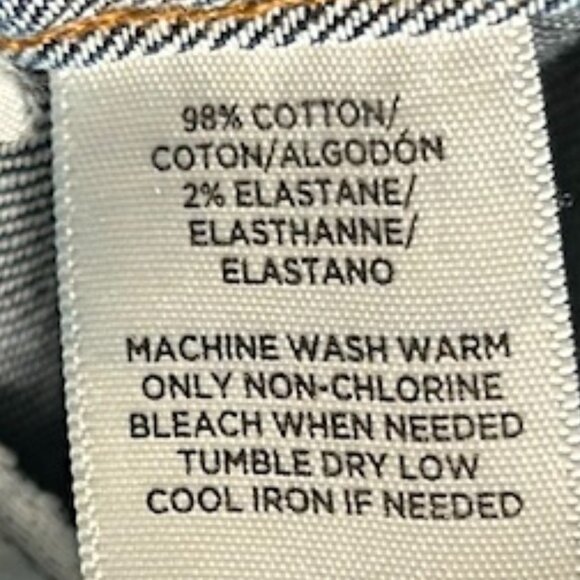 98% COTTON/
COTON/ALGODÓN
2% ELASTANE/
ELASTHANNE/
ELASTANO
MACHINE WASH WARM
ONLY NON-CHLORINE
BLEACH WHEN NEEDED
TUMBLE DRY LOW
COOL IRON IF NEEDED